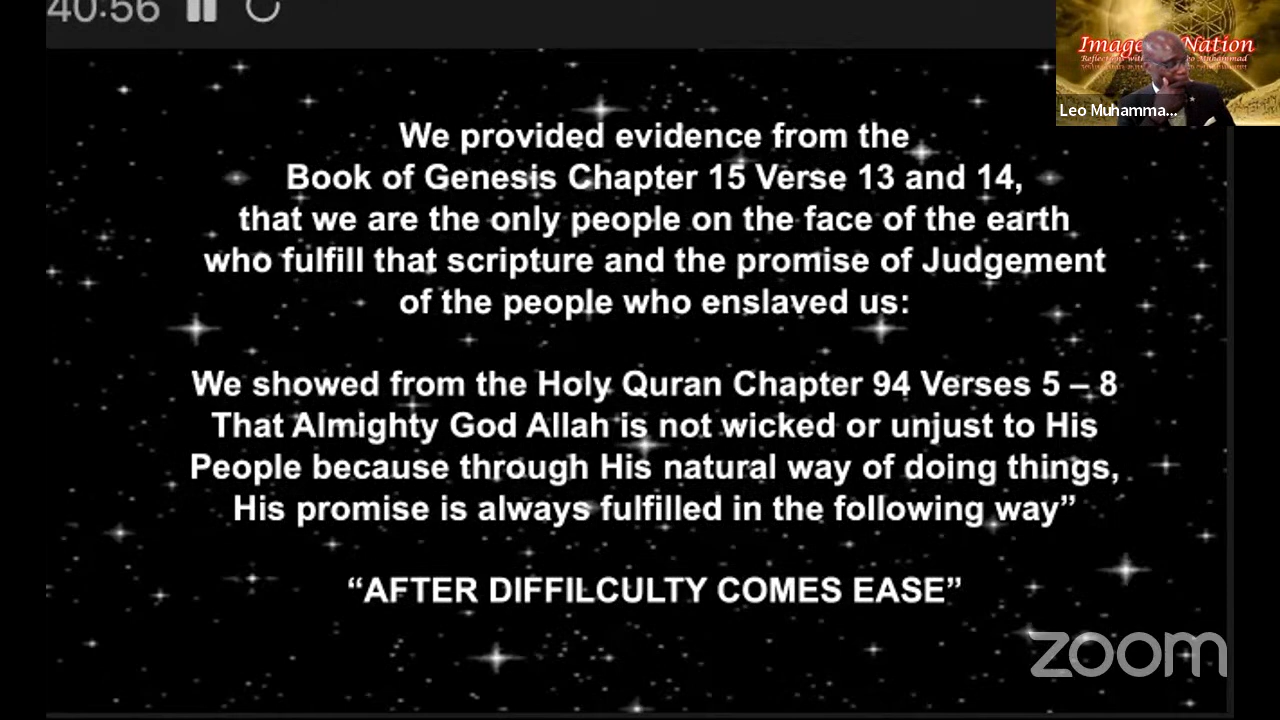 40:56
Image Nation
Leo Muhamma...
We provided evidence from the
Book of Genesis Chapter 15 Verse 13 and 14,
that we are the only people on the face of the earth
who fulfill that scripture and the promise of Judgement
of the people who enslaved us:
We showed from the Holy Quran Chapter 94 Verses 5 – 8
That Almighty God Allah is not wicked or unjust to His
People because through His natural way of doing things,
His promise is always fulfilled in the following way”
“AFTER DIFFILCULTY COMES EASE”
zoom